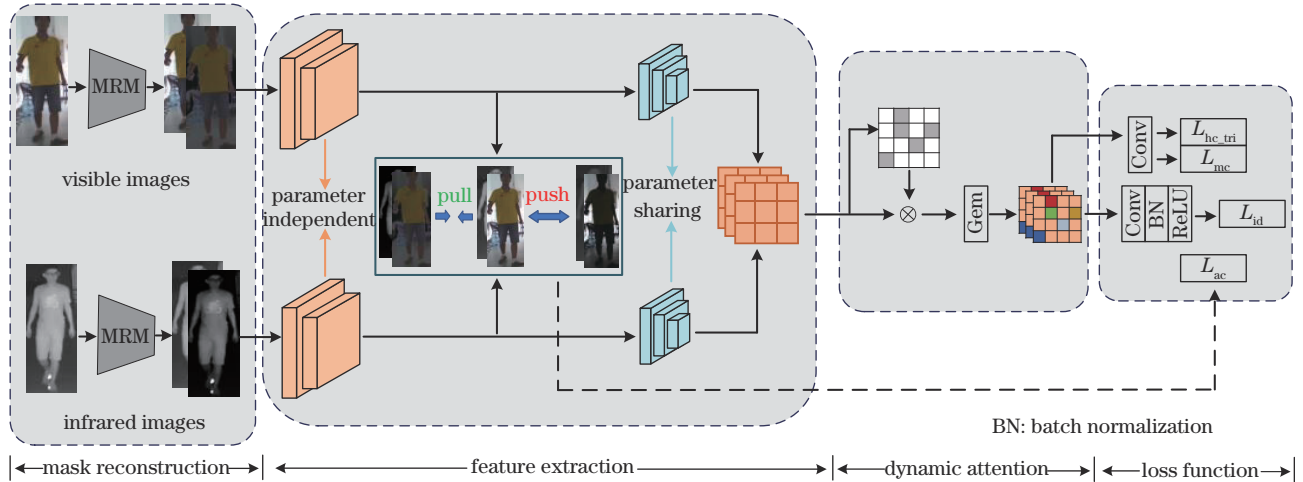 MRM
visible images
MRM
infrared images
parameter
independent
pull
push
parameter
sharing
Gem
Conv
L_hc_tri
L_mc
Conv
BN
ReLU
L_id
L_ac
BN: batch normalization
mask reconstruction
feature extraction
dynamic attention
loss function